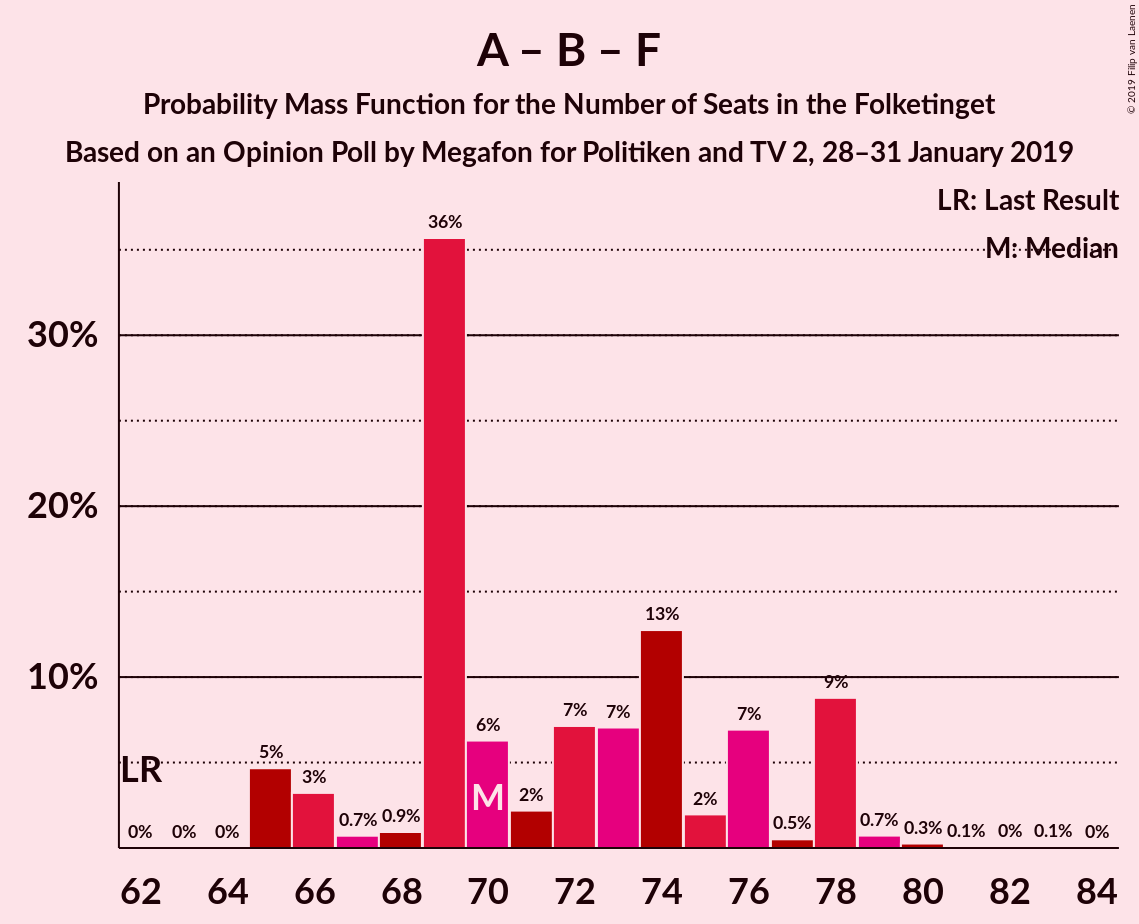 A – B – F
Probability Mass Function for the Number of Seats in the Folketinget
Based on an Opinion Poll by Megafon for Politiken and TV 2, 28–31 January 2019
© 2019 Filip van Laenen
LR: Last Result
M: Median
30%
20%
10%
LR
M
0%
0%
0%
5%
3%
0.7%
0.9%
36%
6%
2%
7%
7%
13%
2%
7%
0.5%
9%
0.7%
0.3%
0.1%
0%
0.1%
0%
62 64 66 68 70 72 74 76 78 80 82 84